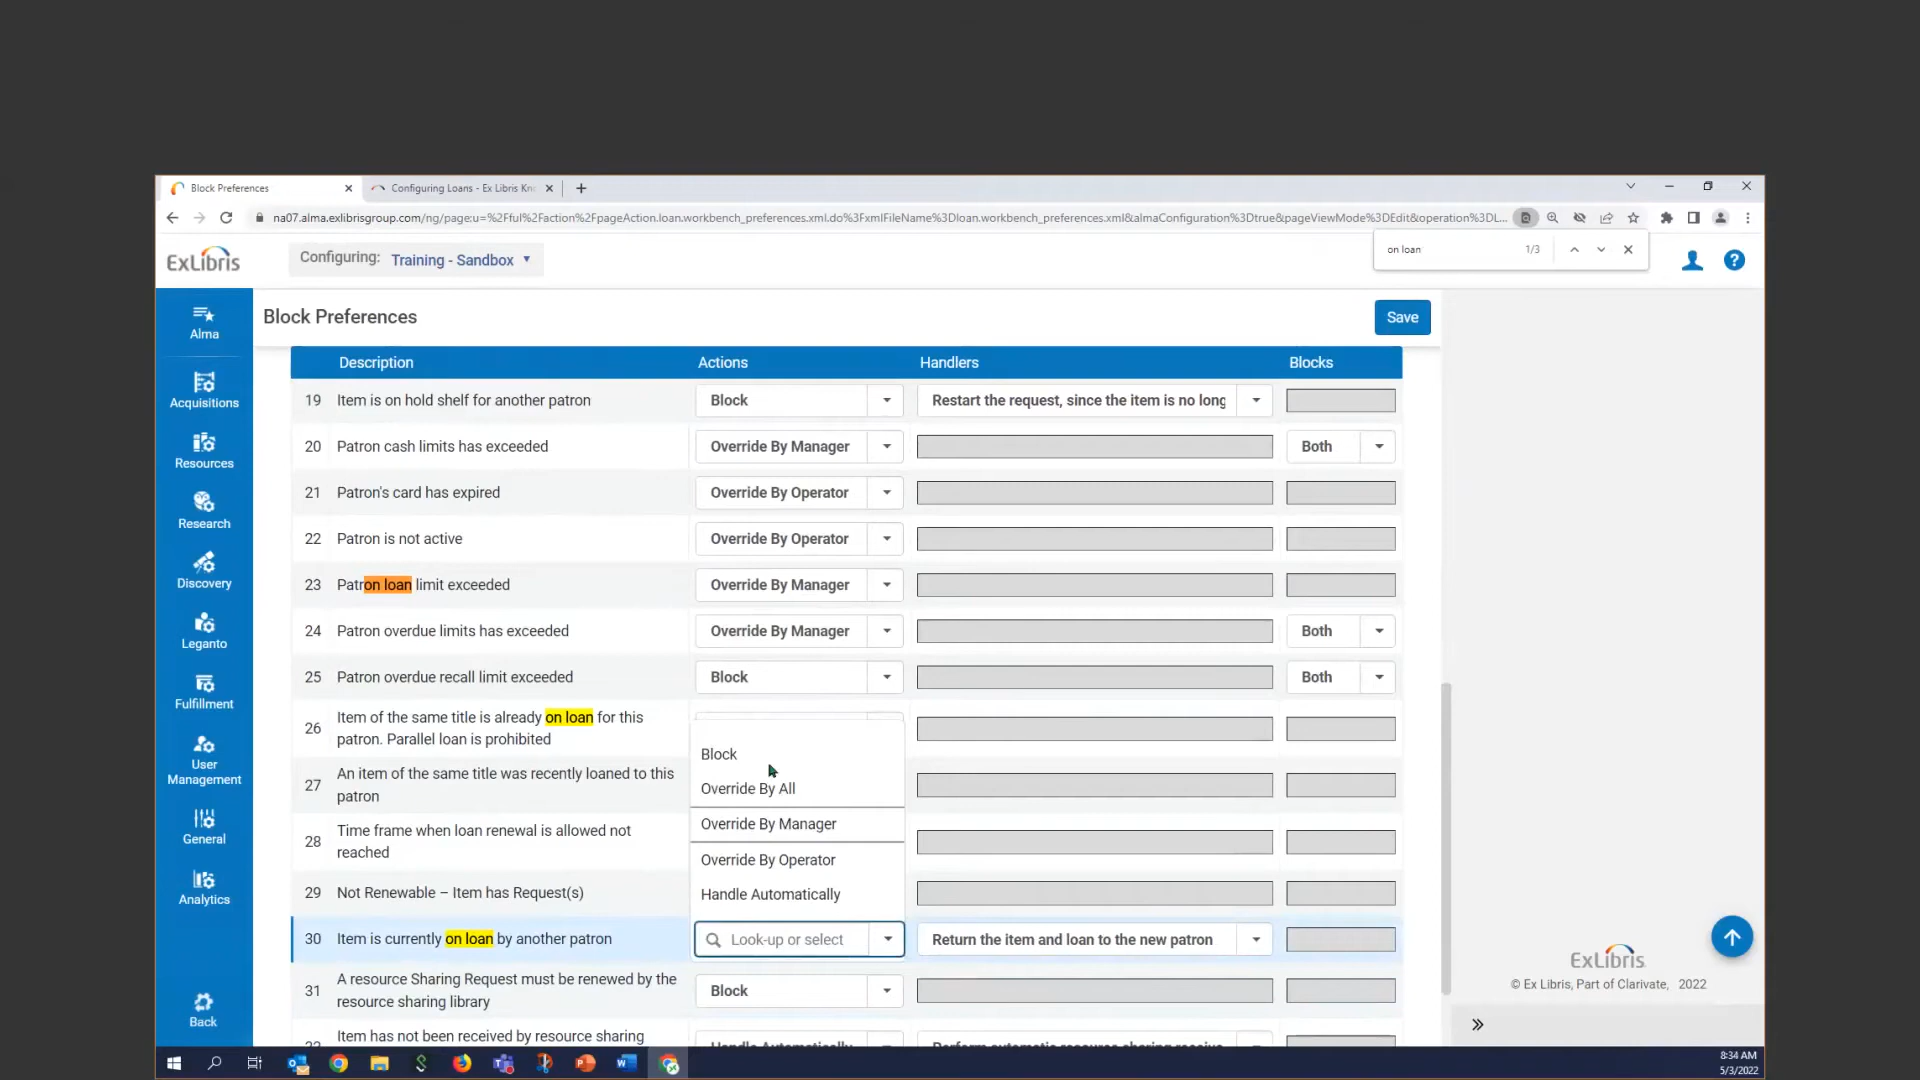 Block Preferences
Configuring Loans - Ex Libris Kn
na07.alma.exlibrisgroup.com/ng/page;u=%2Fful%2Faction%2FpageAction.loan.workbench_preferences.xml.do%3FxmlFileName%3Dloan.workbench_preferences.xml&almaConfiguration%3Dtrue&pageViewMode%3DEdit&operation%3DL...
on loan 1/3
ExLibris
Configuring: Training - Sandbox
Block Preferences
Save
Alma
Acquisitions
Resources
Research
Discovery
Leganto
Fulfillment
User Management
General
Analytics
Back
Description Actions Handlers Blocks
19 Item is on hold shelf for another patron Block Restart the request, since the item is no long
20 Patron cash limits has exceeded Override By Manager Both
21 Patron's card has expired Override By Operator
22 Patron is not active Override By Operator
23 Patron loan limit exceeded Override By Manager
24 Patron overdue limits has exceeded Override By Manager Both
25 Patron overdue recall limit exceeded Block Both
26 Item of the same title is already on loan for this
patron. Parallel loan is prohibited
27 An item of the same title was recently loaned to this
patron
28 Time frame when loan renewal is allowed not
reached
29 Not Renewable – Item has Request(s)
Block
Override By All
Override By Manager
Override By Operator
Handle Automatically
30 Item is currently on loan by another patron Look-up or select Return the item and loan to the new patron
31 A resource Sharing Request must be renewed by the
resource sharing library Block
Item has not been received by resource sharing
ExLibris
© Ex Libris, Part of Clarivate, 2022
8:34 AM
5/3/2022